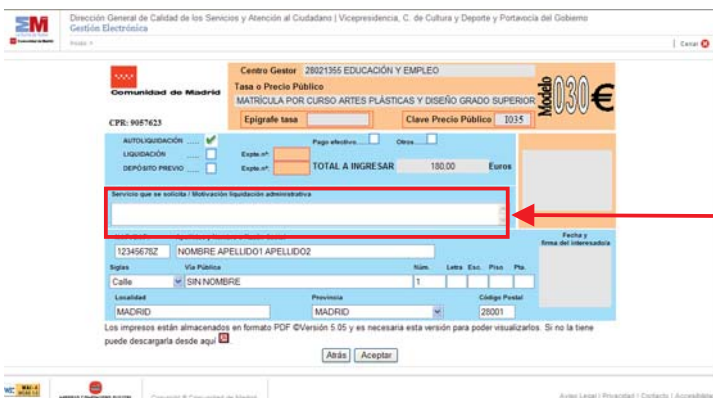 Dirección General de Calidad de los Servicios y Atención al Ciudadano | Vicepresidencia, C. de Cultura y Deporte y Portavocía del Gobierno
Gestión Electrónica
Cerrar
Comunidad de Madrid
CPR: 9057623
Centro Gestor 28021355 EDUCACIÓN Y EMPLEO
Tasa o Precio Público
MATRÍCULA POR CURSO ARTES PLÁSTICAS Y DISEÑO GRADO SUPERIOR
Epígrafe tasa Clave Precio Público I035
Modelo 030 €
AUTOLIQUIDACIÓN ..... Pago efectivo..... Otros.....
LIQUIDACIÓN ..... Expte.nº:
DEPÓSITO PREVIO ..... Expte.nº: TOTAL A INGRESAR 180,00 Euros
Servicio que se solicita / Motivación liquidación administrativa
Fecha y
firma del interesado/a
12345678Z NOMBRE APELLIDO1 APELLIDO2
Siglas Vía Pública Núm. Letra Esc. Piso Pta.
Calle SIN NOMBRE 1
Localidad Provincia Código Postal
MADRID MADRID 28001
Los impresos están almacenados en formato PDF ©Versión 5.05 y es necesaria esta versión para poder visualizarlos. Si no la tiene
puede descargarla desde aquí
Atrás Aceptar
Copyright © Comunidad de Madrid.
Aviso Legal | Privacidad | Contacto | Accesibilidad